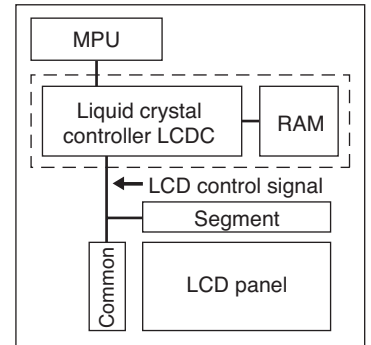 MPU
Liquid crystal
controller LCDC
RAM
LCD control signal
Segment
Common
LCD panel